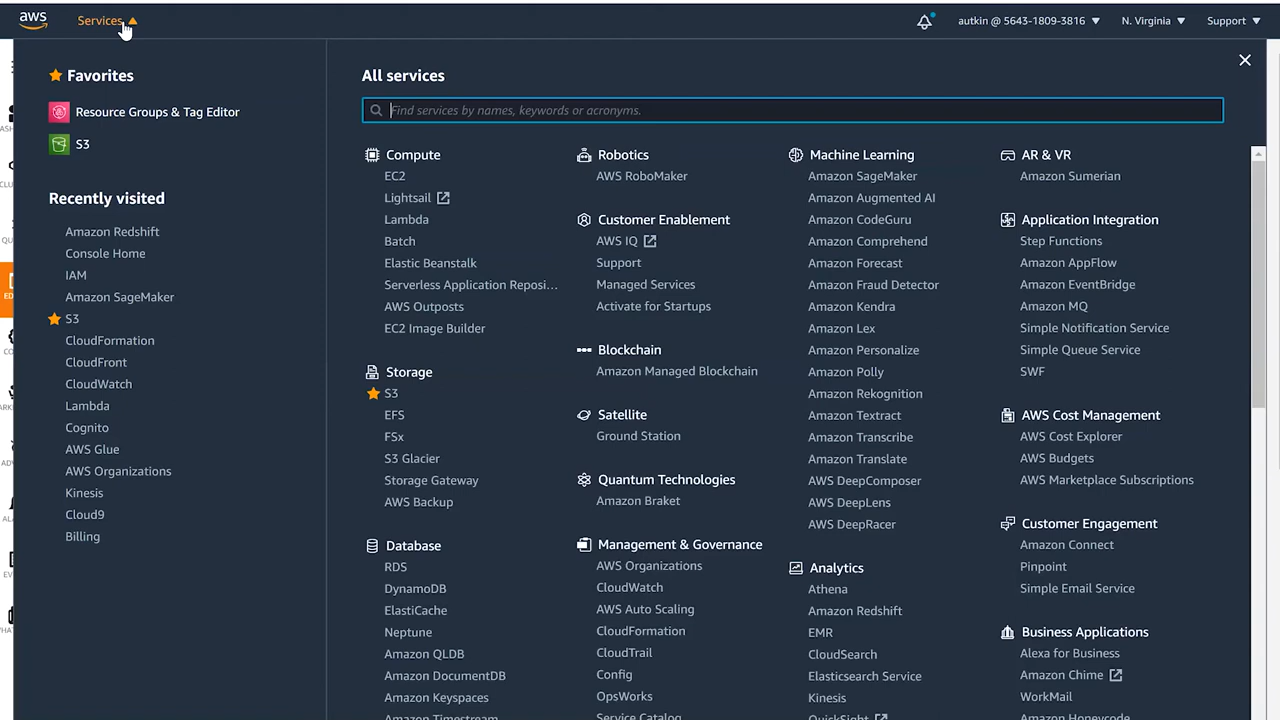 aws
Services
autkin @ 5643-1809-3816
N. Virginia
Support
Favorites
Resource Groups & Tag Editor
S3
Recently visited
Amazon Redshift
Console Home
IAM
Amazon SageMaker
S3
CloudFormation
CloudFront
CloudWatch
Lambda
Cognito
AWS Glue
AWS Organizations
Kinesis
Cloud9
Billing
All services
Find services by names, keywords or acronyms.
Compute
EC2
Lightsail
Lambda
Batch
Elastic Beanstalk
Serverless Application Reposi...
AWS Outposts
EC2 Image Builder
Storage
S3
EFS
FSx
S3 Glacier
Storage Gateway
AWS Backup
Database
RDS
DynamoDB
ElastiCache
Neptune
Amazon QLDB
Amazon DocumentDB
Amazon Keyspaces
Amazon Timestream
Robotics
AWS RoboMaker
Customer Enablement
AWS IQ
Support
Managed Services
Activate for Startups
Blockchain
Amazon Managed Blockchain
Satellite
Ground Station
Quantum Technologies
Amazon Braket
Management & Governance
AWS Organizations
CloudWatch
AWS Auto Scaling
CloudFormation
CloudTrail
Config
OpsWorks
Service Catalog
Machine Learning
Amazon SageMaker
Amazon Augmented AI
Amazon CodeGuru
Amazon Comprehend
Amazon Forecast
Amazon Fraud Detector
Amazon Kendra
Amazon Lex
Amazon Personalize
Amazon Polly
Amazon Rekognition
Amazon Textract
Amazon Transcribe
Amazon Translate
AWS DeepComposer
AWS DeepLens
AWS DeepRacer
Analytics
Athena
Amazon Redshift
EMR
CloudSearch
Elasticsearch Service
Kinesis
QuickSight
AR & VR
Amazon Sumerian
Application Integration
Step Functions
Amazon AppFlow
Amazon EventBridge
Amazon MQ
Simple Notification Service
Simple Queue Service
SWF
AWS Cost Management
AWS Cost Explorer
AWS Budgets
AWS Marketplace Subscriptions
Customer Engagement
Amazon Connect
Pinpoint
Simple Email Service
Business Applications
Alexa for Business
Amazon Chime
WorkMail
Amazon Honeycode